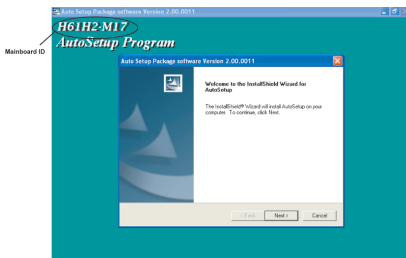 Auto Setup Package software Version 2.00.0011
H61H2-M17
AutoSetup Program
Mainboard ID
Auto Setup Package software Version 2.00.0011
Welcome to the InstallShield Wizard for
AutoSetup
The InstallShield® Wizard will install AutoSetup on your
computer. To continue, click Next.
< Back
Next >
Cancel